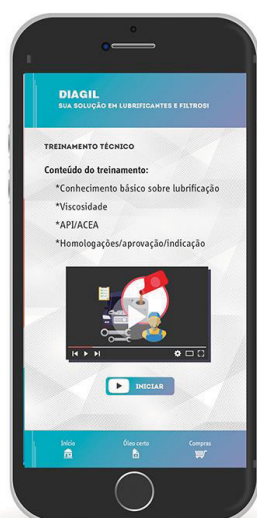 DIAGIL
SUA SOLUÇÃO EM LUBRIFICANTES E FILTROS!
TREINAMENTO TÉCNICO
Conteúdo do treinamento:
*Conhecimento básico sobre lubrificação
*Viscosidade
*API/ACEA
*Homologações/aprovação/indicação
INICIAR
Início
Óleo certo
Compras